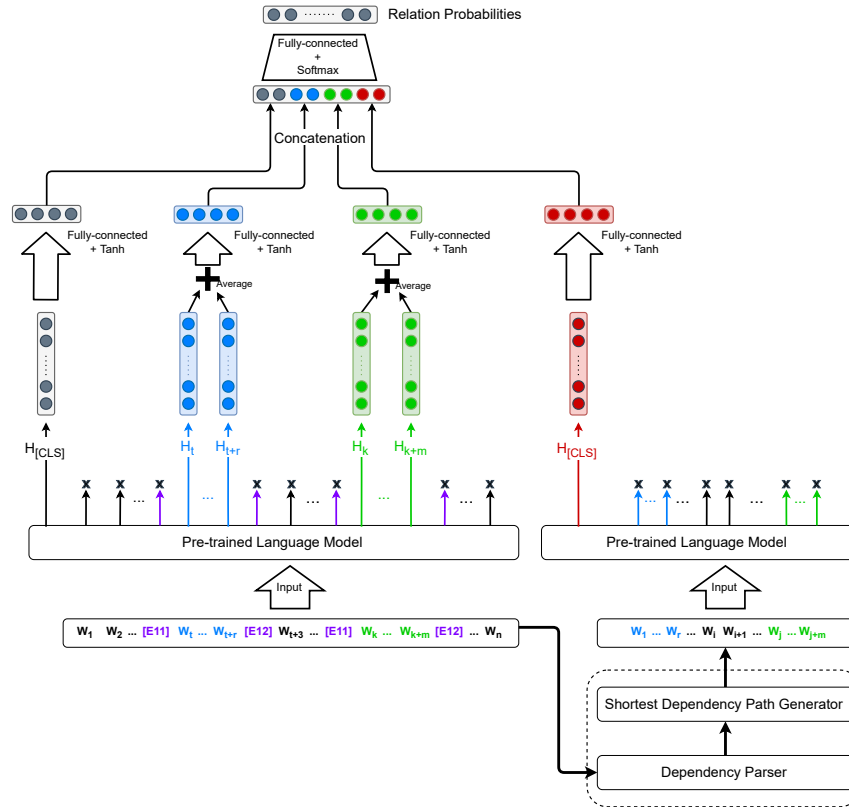 Relation Probabilities
Fully-connected
+
Softmax
Concatenation
Fully-connected
+ Tanh
Fully-connected
+ Tanh
Fully-connected
+ Tanh
Fully-connected
+ Tanh
Average
Average
H[CLS] Ht Ht+r Hk Hk+m H[CLS]
x x ... x ... x x ... x ... x ... x x ... x x x ... x ... x
Pre-trained Language Model
Pre-trained Language Model
Input
Input
W1 W2 ... [E11] Wt ... Wt+r [E12] Wt+3 ... [E11] Wk ... Wk+m [E12] ... Wn
W1 ... Wr ... Wi Wi+1 ... Wj ... Wj+m
Shortest Dependency Path Generator
Dependency Parser